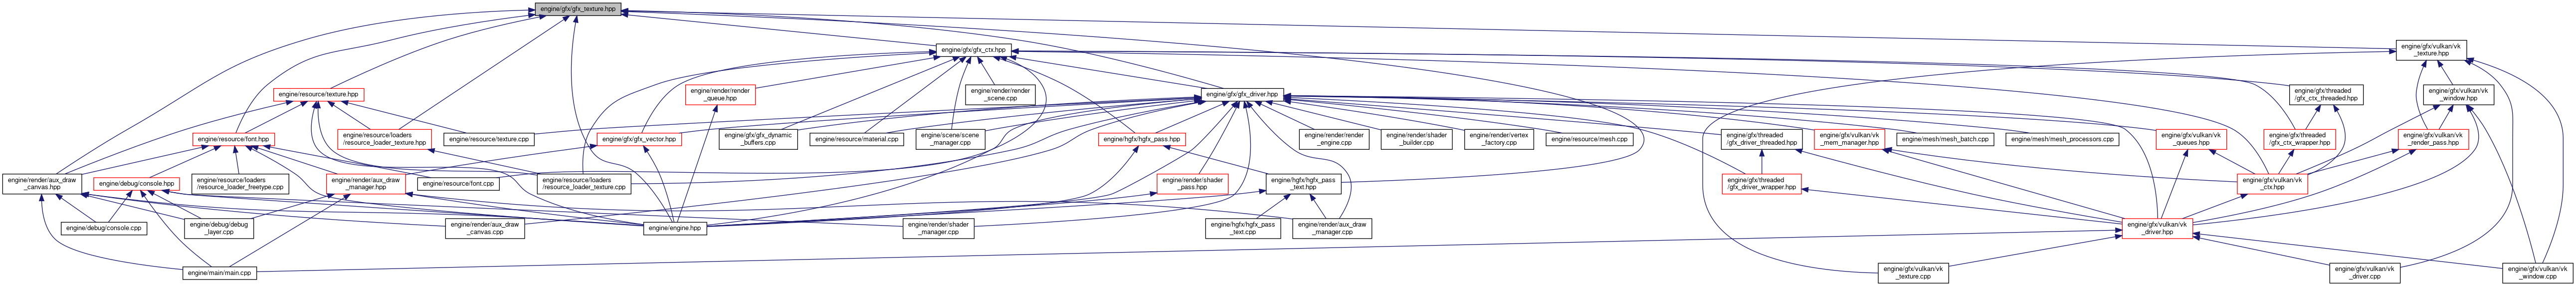 engine/gfx/gfx_texture.hpp
engine/gfx/gfx_ctx.hpp
engine/gfx/vulkan/vk
_texture.hpp
engine/resource/texture.hpp
engine/render/render
_queue.hpp
engine/render/render
_scene.cpp
engine/gfx/gfx_driver.hpp
engine/gfx/threaded
/gfx_ctx_threaded.hpp
engine/gfx/vulkan/vk
_window.hpp
engine/resource/font.hpp
engine/resource/loaders
/resource_loader_texture.hpp
engine/resource/texture.cpp
engine/gfx/gfx_vector.hpp
engine/gfx/gfx_dynamic
_buffers.cpp
engine/resource/material.cpp
engine/scene/scene
_manager.cpp
engine/hgfx/hgfx_pass.hpp
engine/render/render
_engine.cpp
engine/render/shader
_builder.cpp
engine/render/vertex
_factory.cpp
engine/resource/mesh.cpp
engine/gfx/threaded
/gfx_driver_threaded.hpp
engine/gfx/vulkan/vk
_mem_manager.hpp
engine/mesh/mesh_batch.cpp
engine/mesh/mesh_processors.cpp
engine/gfx/vulkan/vk
_queues.hpp
engine/gfx/threaded
/gfx_ctx_wrapper.hpp
engine/gfx/vulkan/vk
_render_pass.hpp
engine/render/aux_draw
_canvas.hpp
engine/debug/console.hpp
engine/resource/loaders
/resource_loader_freetype.cpp
engine/render/aux_draw
_manager.hpp
engine/resource/font.cpp
engine/resource/loaders
/resource_loader_texture.cpp
engine/render/shader
_pass.hpp
engine/hgfx/hgfx_pass
_text.hpp
engine/gfx/threaded
/gfx_driver_wrapper.hpp
engine/gfx/vulkan/vk
_ctx.hpp
engine/debug/console.cpp
engine/debug/debug
_layer.cpp
engine/render/aux_draw
_canvas.cpp
engine/engine.hpp
engine/render/shader
_manager.cpp
engine/hgfx/hgfx_pass
_text.cpp
engine/render/aux_draw
_manager.cpp
engine/gfx/vulkan/vk
_driver.hpp
engine/main/main.cpp
engine/gfx/vulkan/vk
_texture.cpp
engine/gfx/vulkan/vk
_driver.cpp
engine/gfx/vulkan/vk
_window.cpp